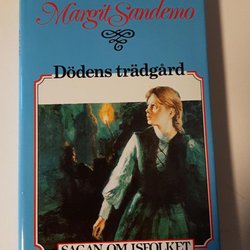 Margit Sandemo
Dödens trädgård
SAGAN OM ISFOLKET